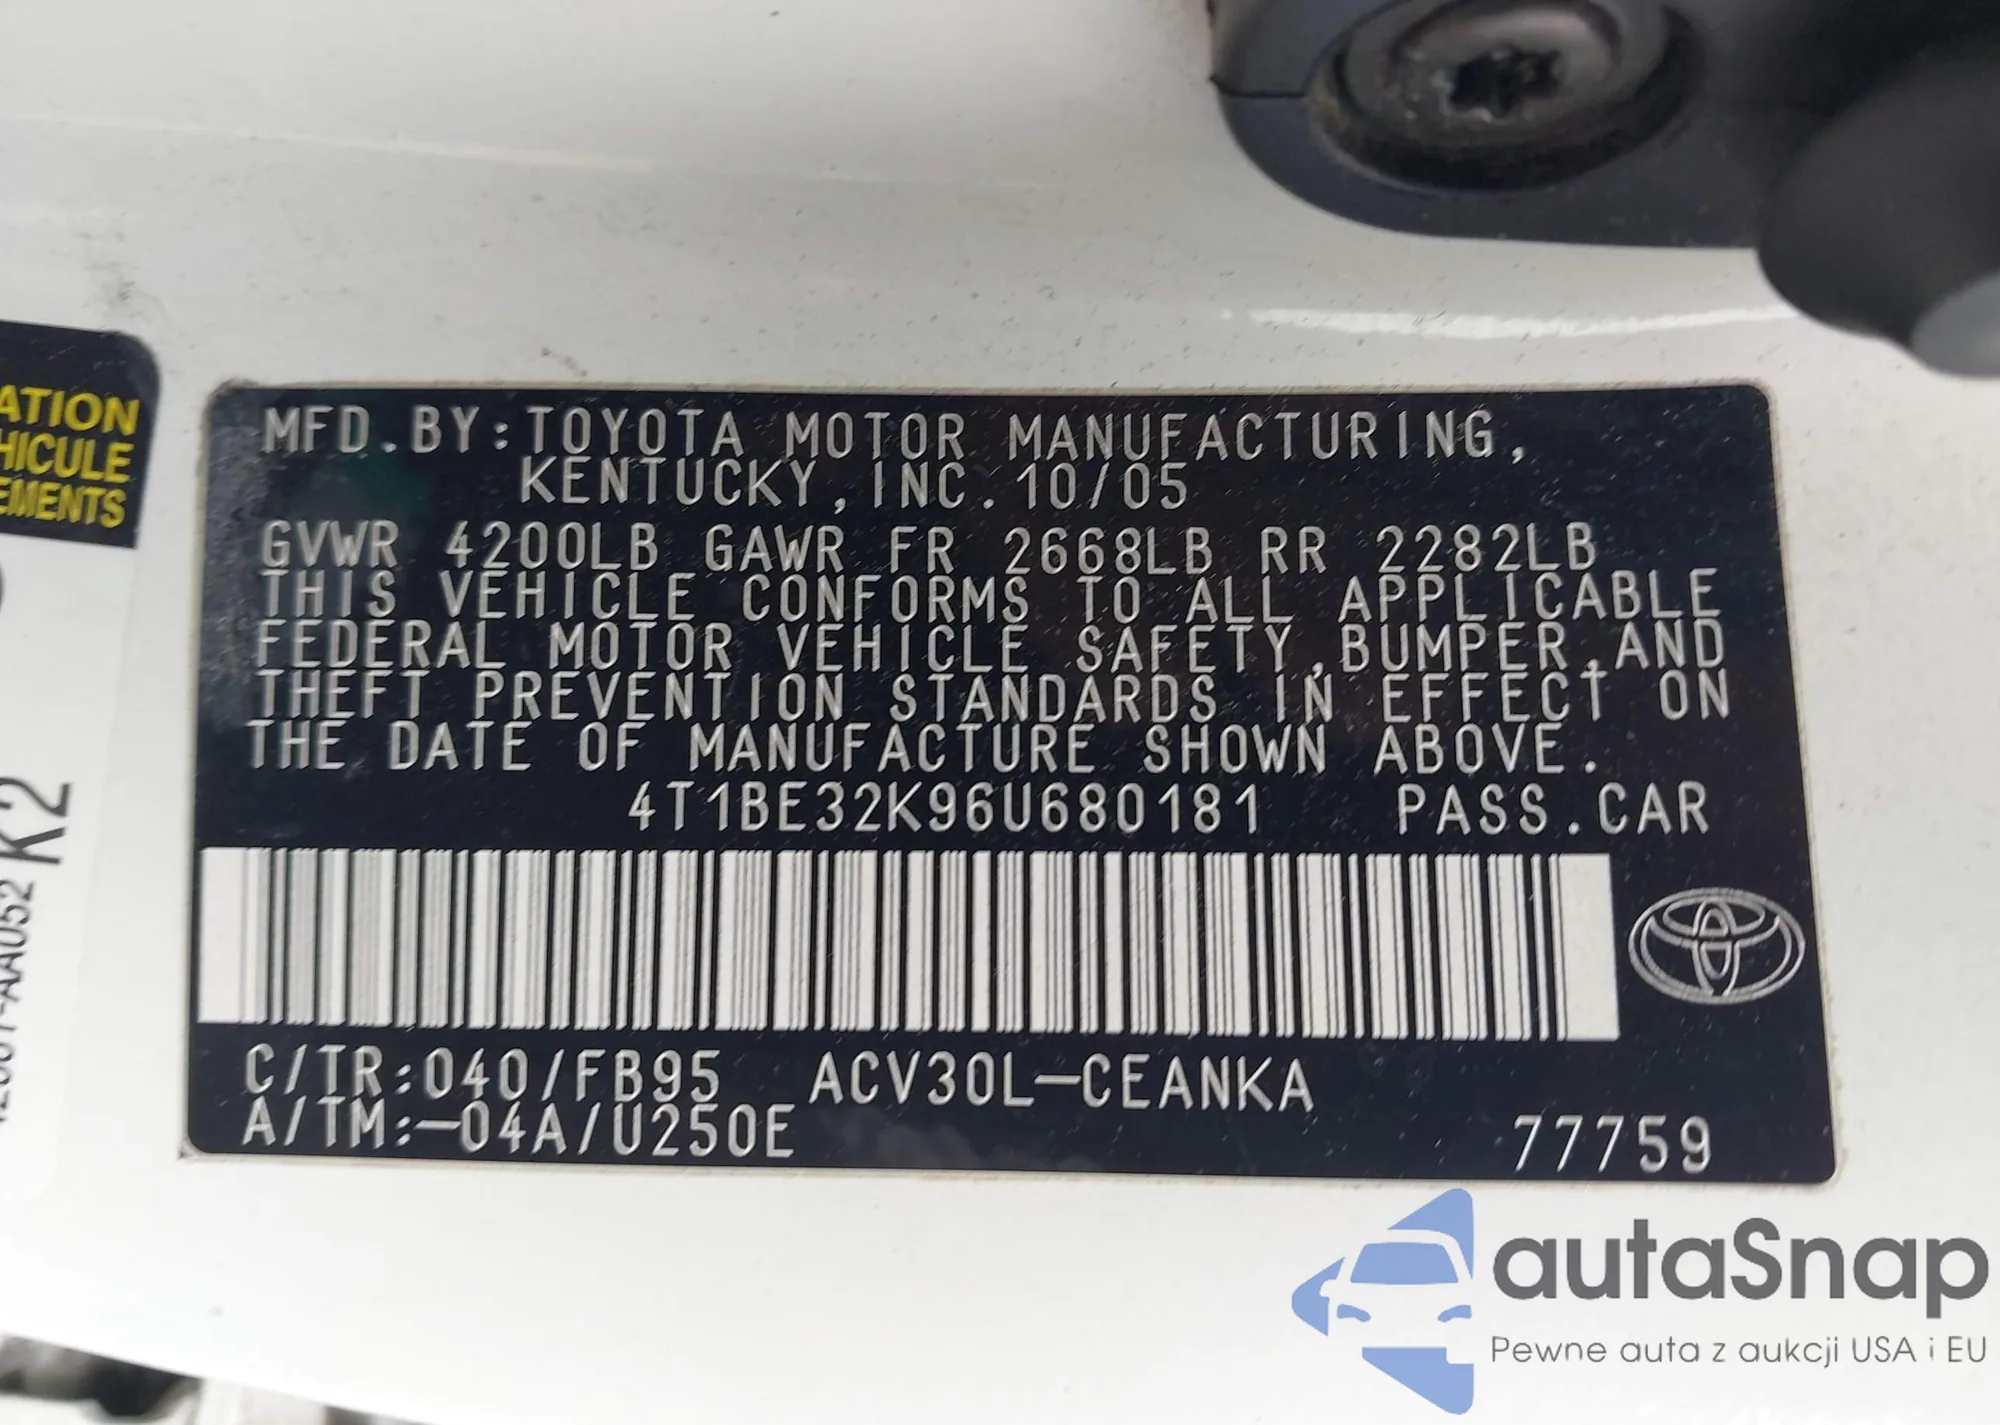 ATION
HICULE
EMENTS
K2
MFD.BY:TOYOTA MOTOR MANUFACTURING,
KENTUCKY,INC.10/05
GVWR 4200LB GAWR FR 2668LB RR 2282LB
THIS VEHICLE CONFORMS TO ALL APPLICABLE
FEDERAL MOTOR VEHICLE SAFETY,BUMPER,AND
THEFT PREVENTION STANDARDS IN EFFECT ON
THE DATE OF MANUFACTURE SHOWN ABOVE.
4T1BE32K96U680181 PASS.CAR
C/TR:040/FB95 ACV30L-CEANKA
A/TM:-04A/U250E 77759
autaSnap
Pewne auta z aukcji USA i EU